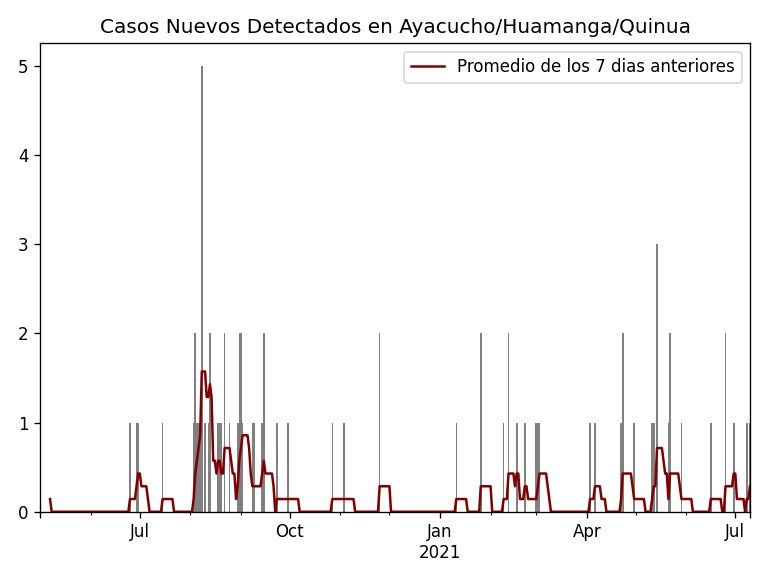 Casos Nuevos Detectados en Ayacucho/Huamanga/Quinua
Promedio de los 7 dias anteriores
5
4
3
2
1
0
Jul
Oct
Jan
2021
Apr
Jul